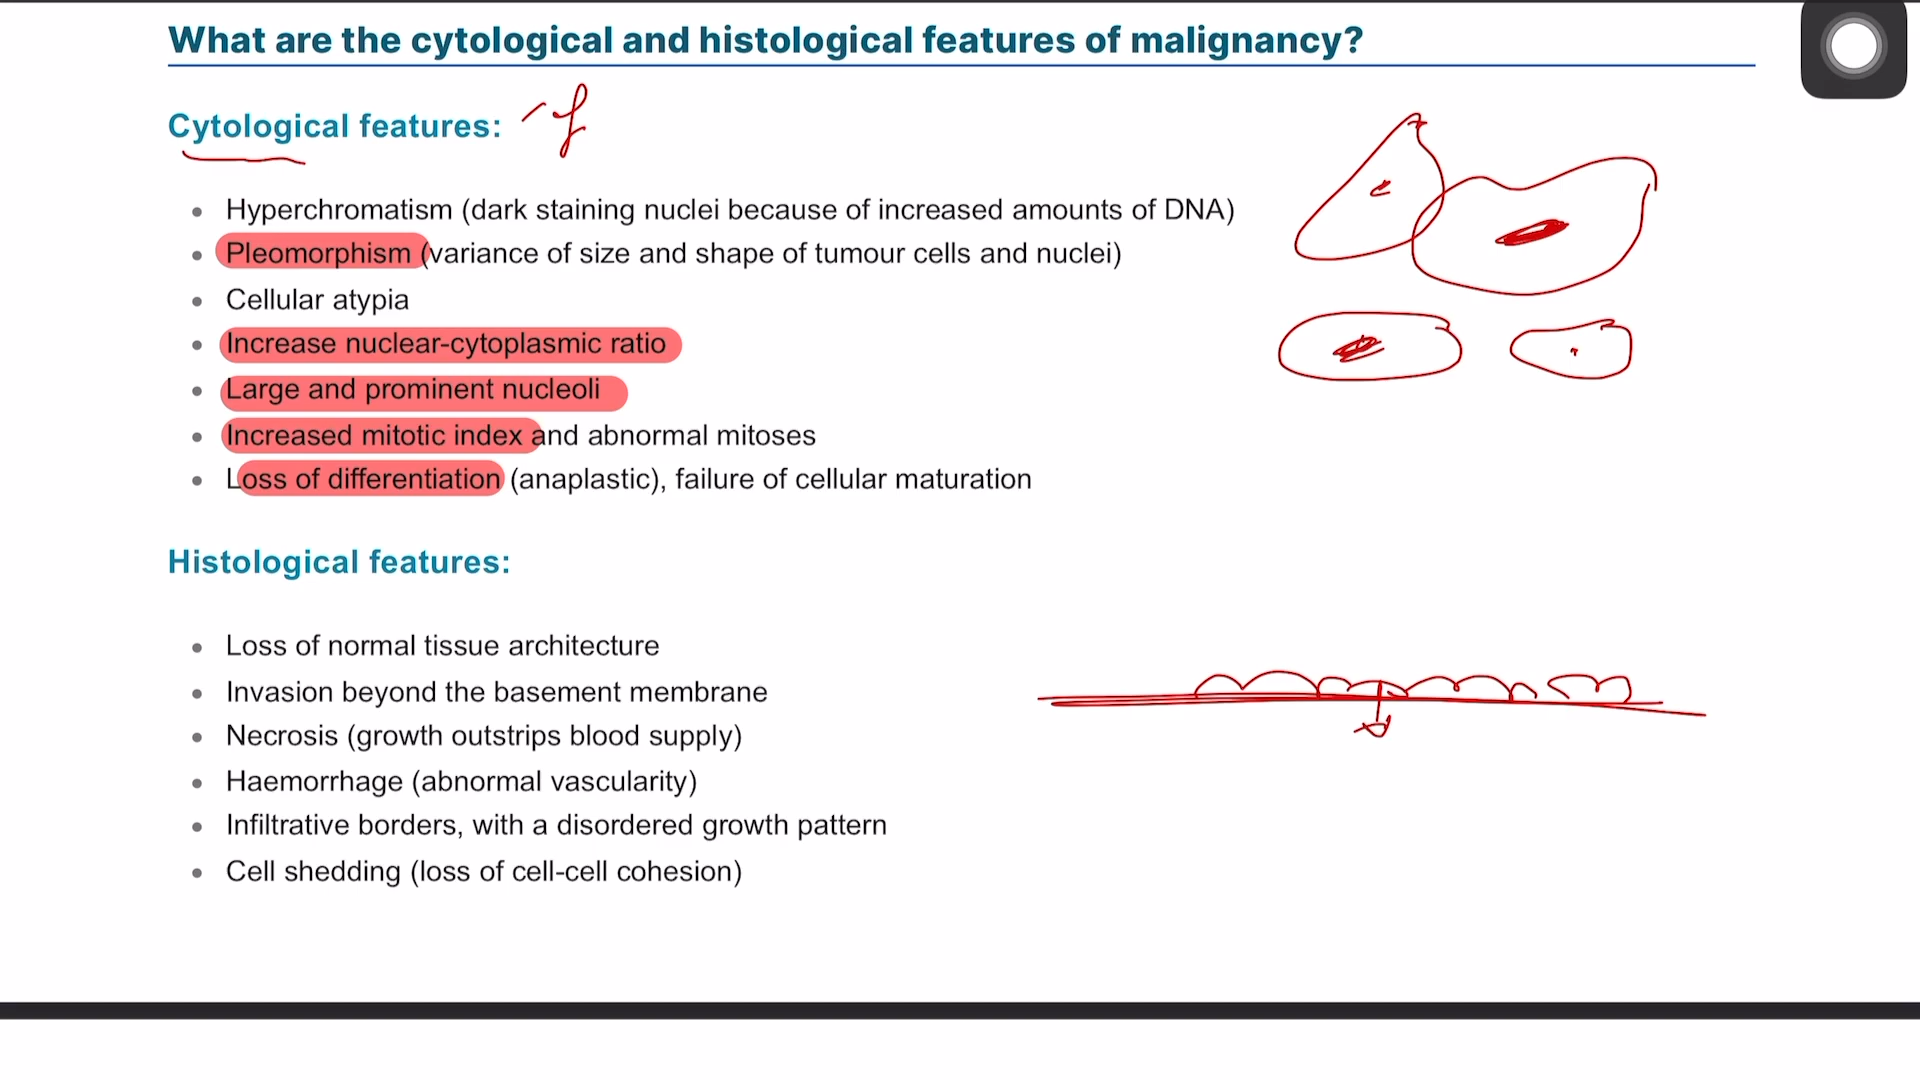 What are the cytological and histological features of malignancy?
Cytological features:
Hyperchromatism (dark staining nuclei because of increased amounts of DNA)
Pleomorphism (variance of size and shape of tumour cells and nuclei)
Cellular atypia
Increase nuclear-cytoplasmic ratio
Large and prominent nucleoli
Increased mitotic index and abnormal mitoses
Loss of differentiation (anaplastic), failure of cellular maturation
Histological features:
Loss of normal tissue architecture
Invasion beyond the basement membrane
Necrosis (growth outstrips blood supply)
Haemorrhage (abnormal vascularity)
Infiltrative borders, with a disordered growth pattern
Cell shedding (loss of cell-cell cohesion)